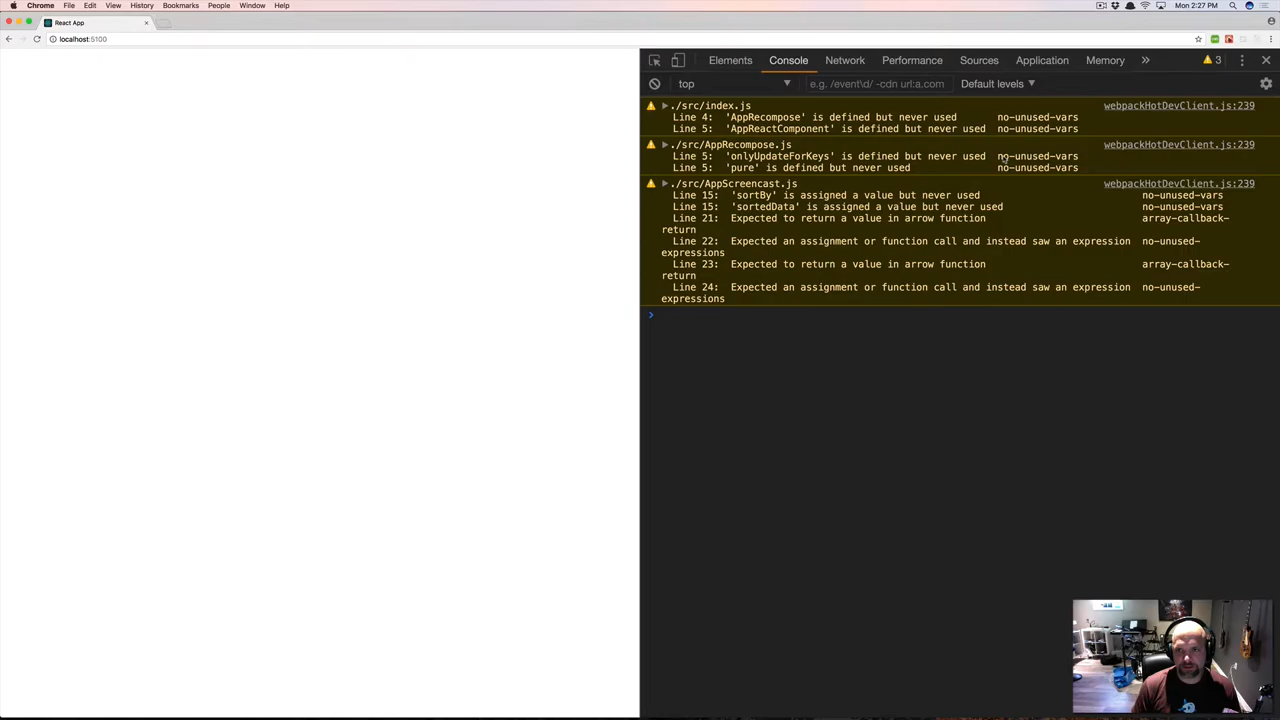 Chrome File Edit View History Bookmarks People Window Help Mon 2:27 PM
React App
localhost:5100
Elements Console Network Performance Sources Application Memory » 3
top e.g. /event\d/ -cdn url:a.com Default levels
./src/index.js webpackHotDevClient.js:239
Line 4: 'AppRecompose' is defined but never used no-unused-vars
Line 5: 'AppReactComponent' is defined but never used no-unused-vars
./src/AppRecompose.js webpackHotDevClient.js:239
Line 5: 'onlyUpdateForKeys' is defined but never used no-unused-vars
Line 5: 'pure' is defined but never used no-unused-vars
./src/AppScreencast.js webpackHotDevClient.js:239
Line 15: 'sortBy' is assigned a value but never used no-unused-vars
Line 15: 'sortedData' is assigned a value but never used no-unused-vars
Line 21: Expected to return a value in arrow function array-callback-
return
Line 22: Expected an assignment or function call and instead saw an expression no-unused-
expressions
Line 23: Expected to return a value in arrow function array-callback-
return
Line 24: Expected an assignment or function call and instead saw an expression no-unused-
expressions